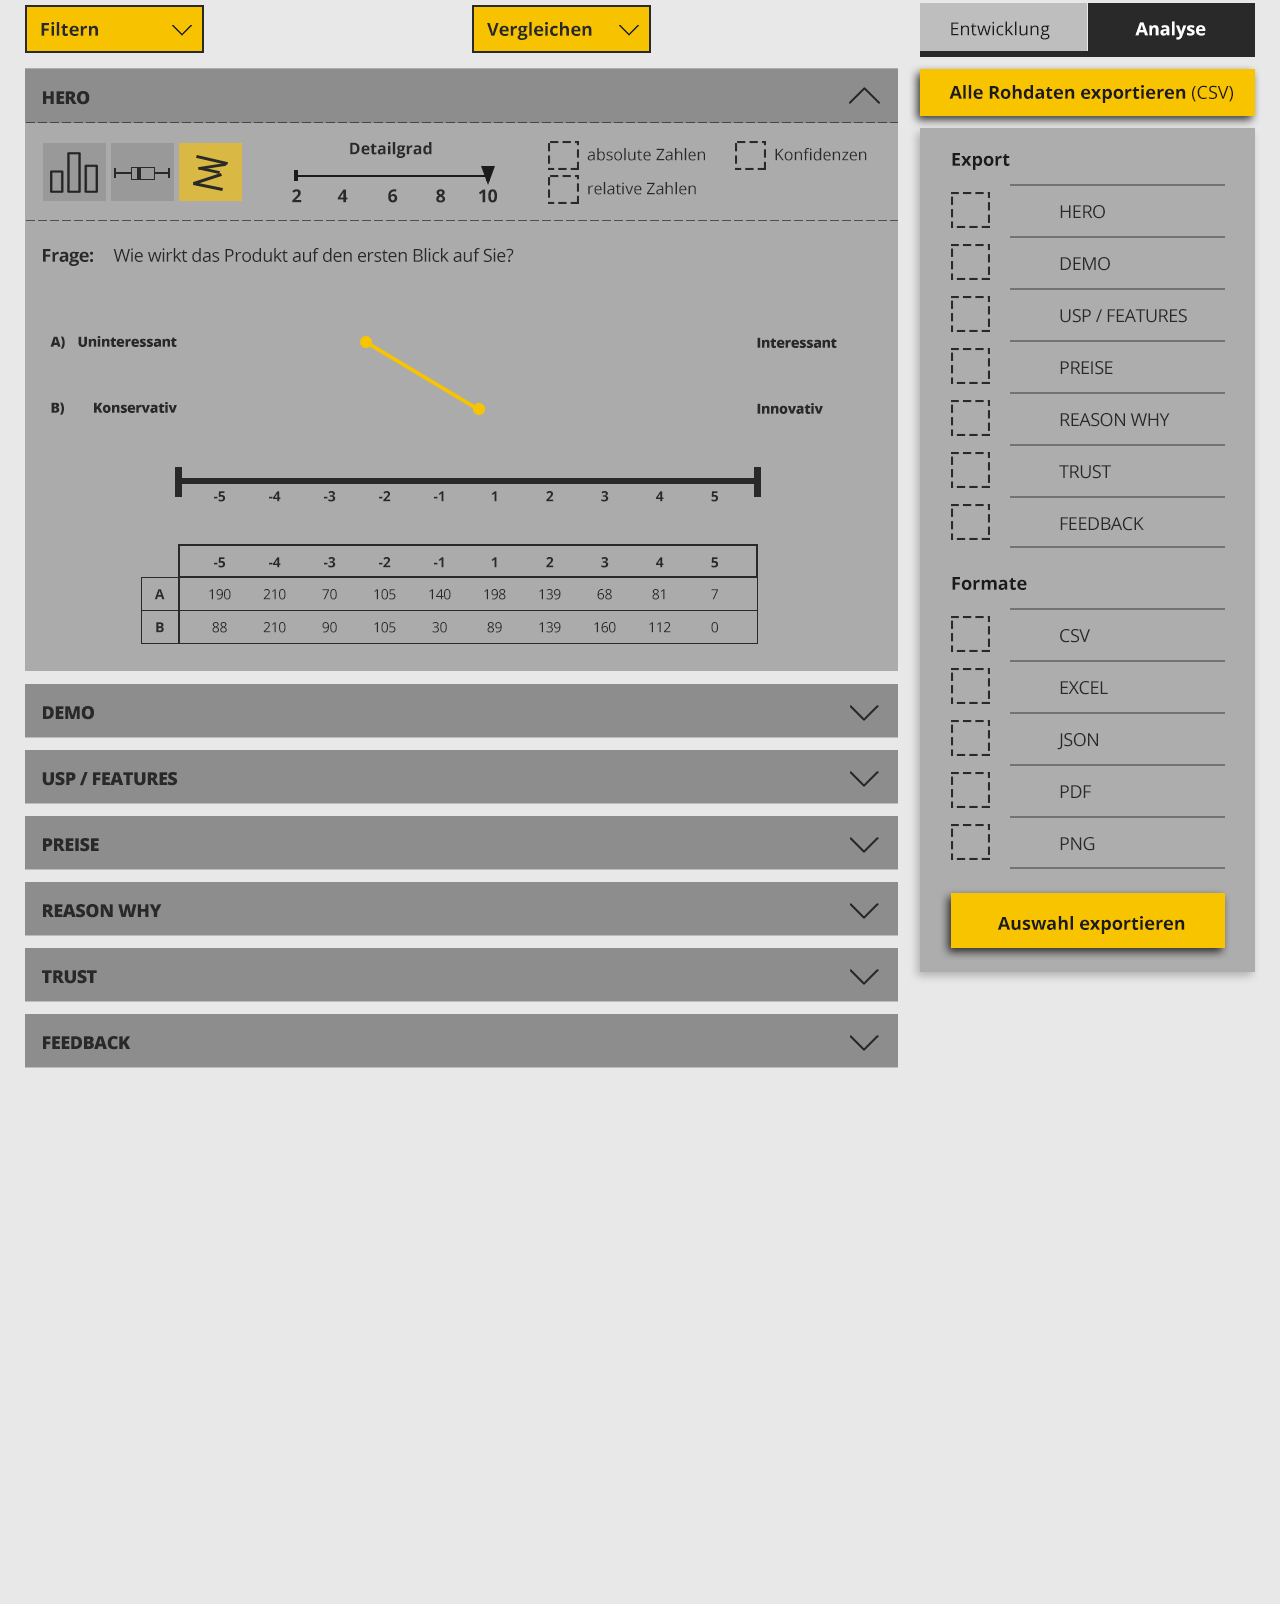 Filtern
Vergleichen
Entwicklung
Analyse
HERO
Detailgrad
2 4 6 8 10
absolute Zahlen
Konfidenzen
relative Zahlen
Frage: Wie wirkt das Produkt auf den ersten Blick auf Sie?
A) Uninteressant Interessant
B) Konservativ Innovativ
-5 -4 -3 -2 -1 1 2 3 4 5
-5 -4 -3 -2 -1 1 2 3 4 5
A 190 210 70 105 140 198 139 68 81 7
B 88 210 90 105 30 89 139 160 112 0
DEMO
USP / FEATURES
PREISE
REASON WHY
TRUST
FEEDBACK
Alle Rohdaten exportieren (CSV)
Export
HERO
DEMO
USP / FEATURES
PREISE
REASON WHY
TRUST
FEEDBACK
Formate
CSV
EXCEL
JSON
PDF
PNG
Auswahl exportieren